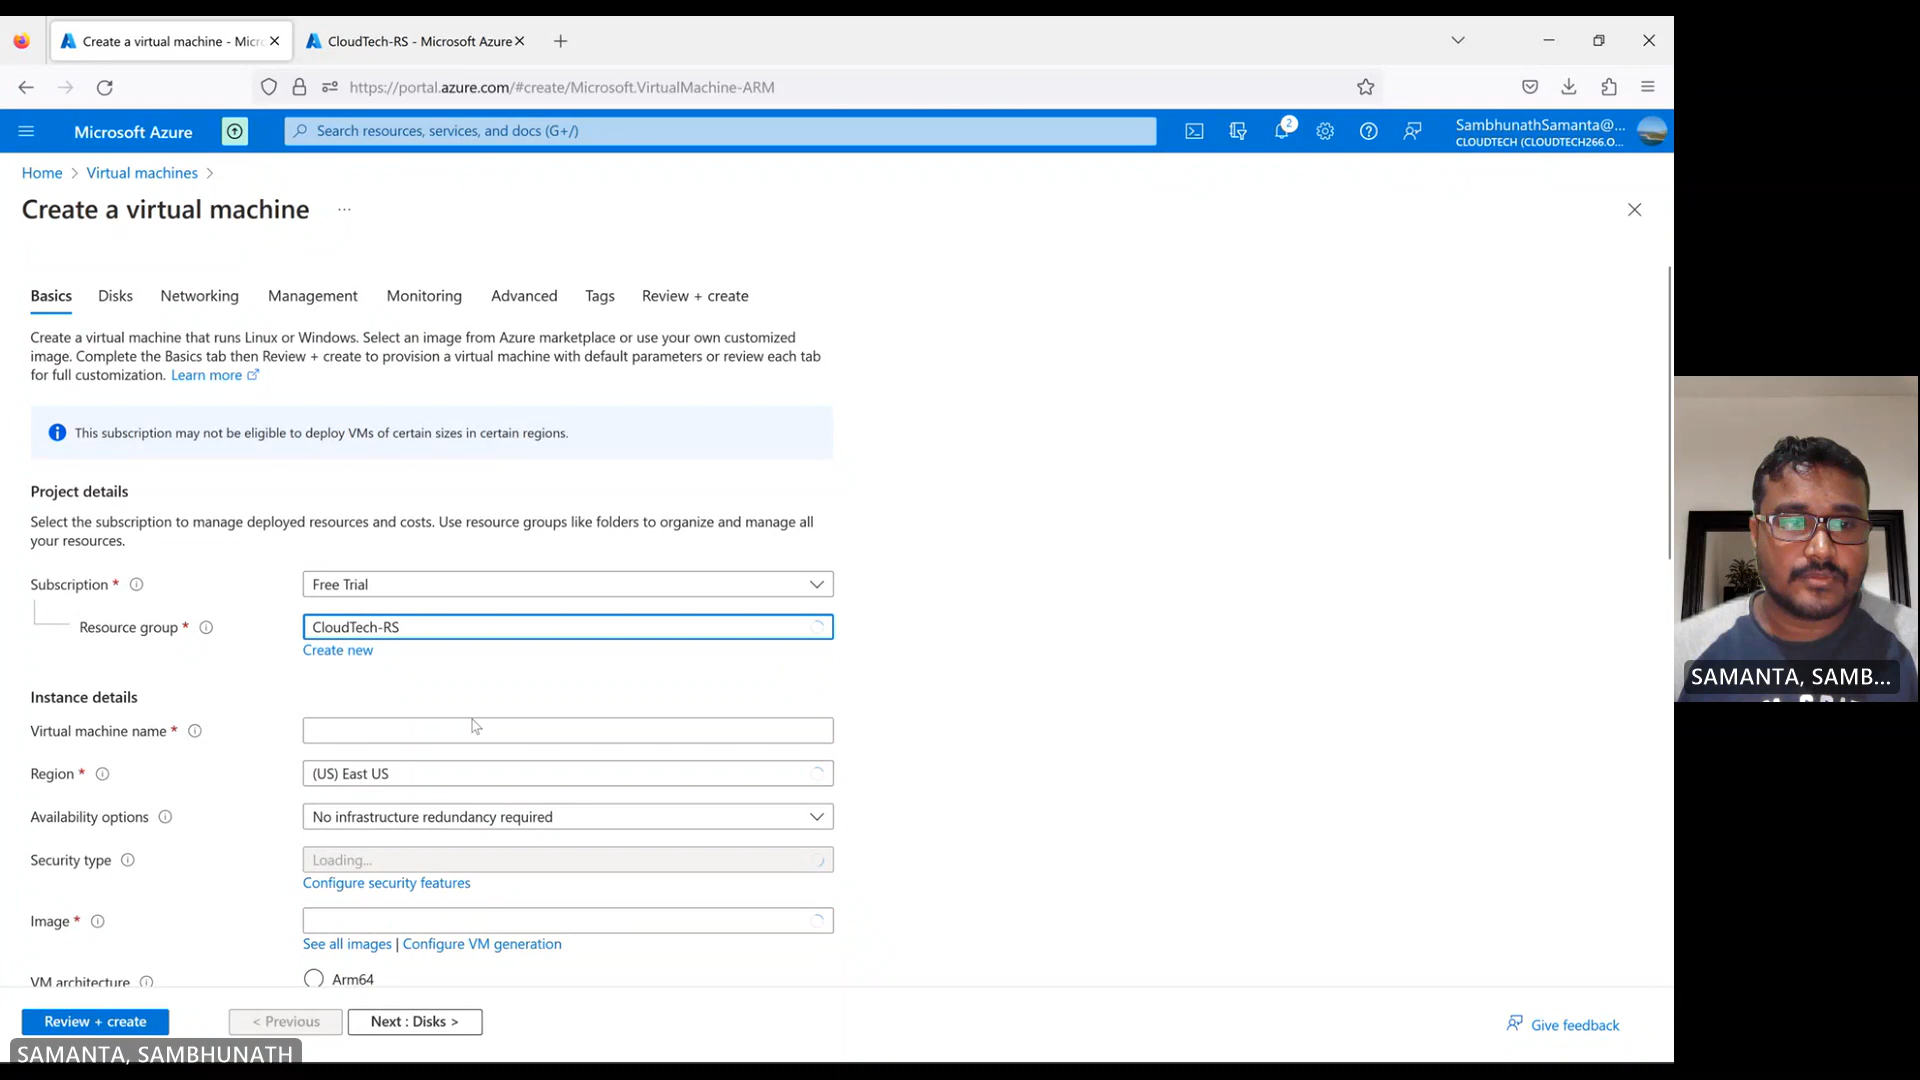 Create a virtual machine - Micr
CloudTech-RS - Microsoft Azure
https://portal.azure.com/#create/Microsoft.VirtualMachine-ARM
Microsoft Azure
Search resources, services, and docs (G+/)
2
SambhunathSamanta@...
CLOUDTECH (CLOUDTECH266.O...
Home > Virtual machines >
Create a virtual machine ...
Basics Disks Networking Management Monitoring Advanced Tags Review + create
Create a virtual machine that runs Linux or Windows. Select an image from Azure marketplace or use your own customized
image. Complete the Basics tab then Review + create to provision a virtual machine with default parameters or review each tab
for full customization. Learn more
This subscription may not be eligible to deploy VMs of certain sizes in certain regions.
Project details
Select the subscription to manage deployed resources and costs. Use resource groups like folders to organize and manage all
your resources.
Subscription * Free Trial
Resource group * CloudTech-RS
Create new
Instance details
Virtual machine name *
Region * (US) East US
Availability options No infrastructure redundancy required
Security type Loading...
Configure security features
Image *
See all images | Configure VM generation
VM architecture Arm64
Review + create < Previous Next : Disks >
Give feedback
SAMANTA, SAMBHUNATH
SAMANTA, SAMB...